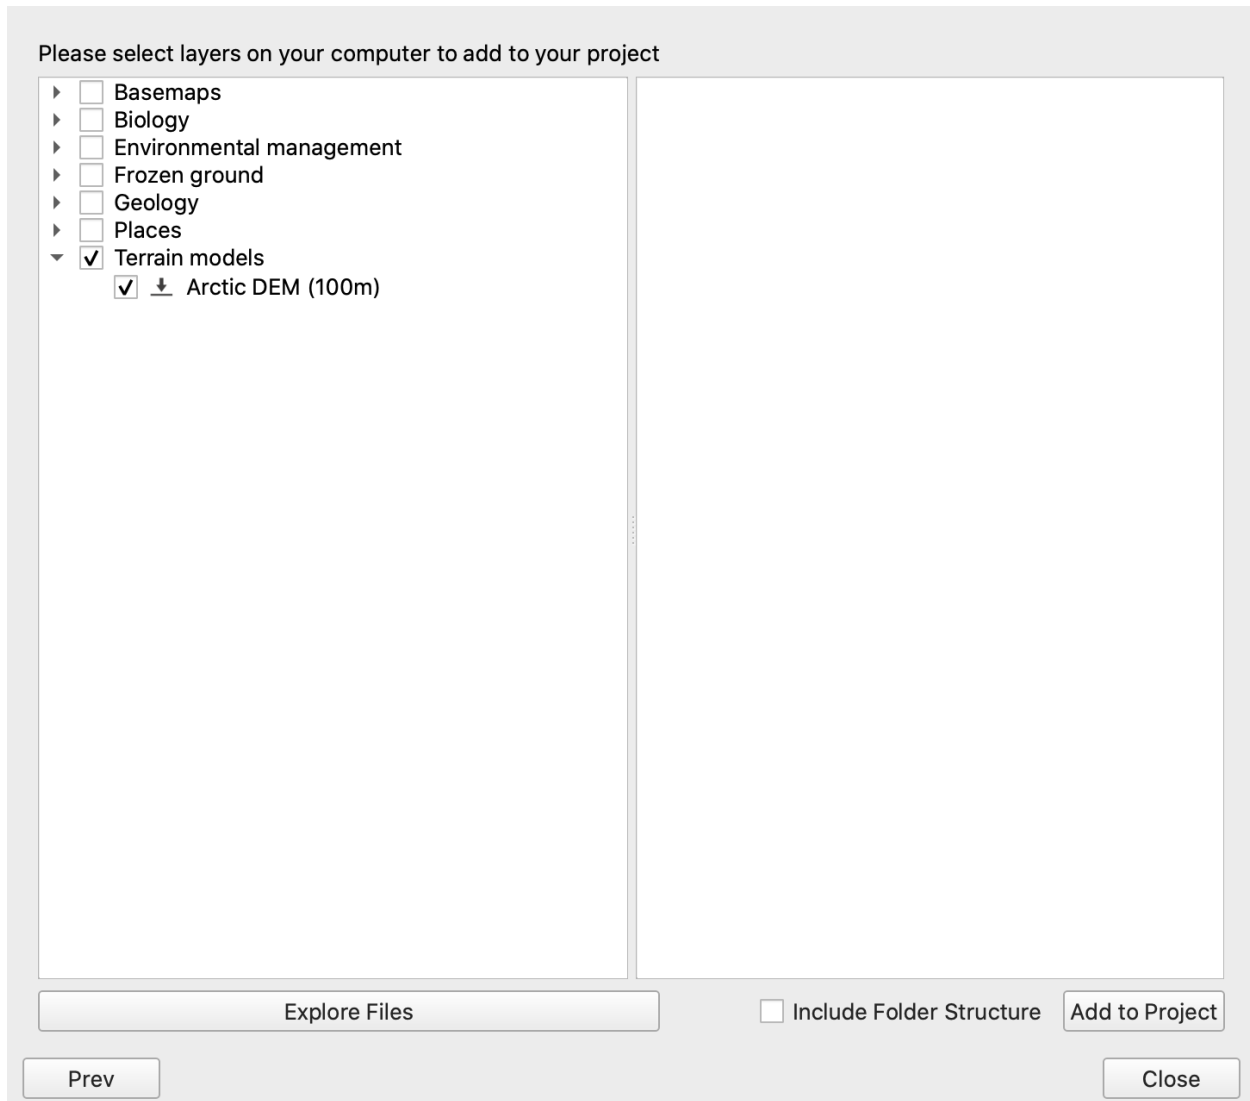 Please select layers on your computer to add to your project
Basemaps
Biology
Environmental management
Frozen ground
Geology
Places
Terrain models
Arctic DEM (100m)
Explore Files
Include Folder Structure
Add to Project
Prev
Close